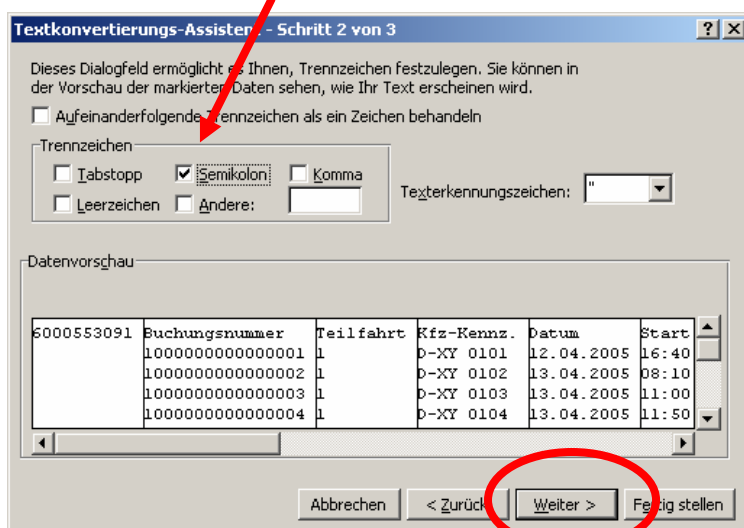 Textkonvertierungs-Assistent - Schritt 2 von 3
Dieses Dialogfeld ermöglicht es Ihnen, Trennzeichen festzulegen. Sie können in
der Vorschau der markierten Daten sehen, wie Ihr Text erscheinen wird.
Aufeinanderfolgende Trennzeichen als ein Zeichen behandeln
Trennzeichen
Tabstopp Semikolon Komma
Leerzeichen Andere:
Texterkennungszeichen: "
Datenvorschau
6000553091 Buchungsnummer Teilfahrt Kfz-Kennz. Datum Start
1000000000000001 1 D-XY 0101 12.04.2005 16:40
1000000000000002 1 D-XY 0102 13.04.2005 08:10
1000000000000003 1 D-XY 0103 13.04.2005 11:00
1000000000000004 1 D-XY 0104 13.04.2005 11:50
Abbrechen < Zurück Weiter > Fertig stellen